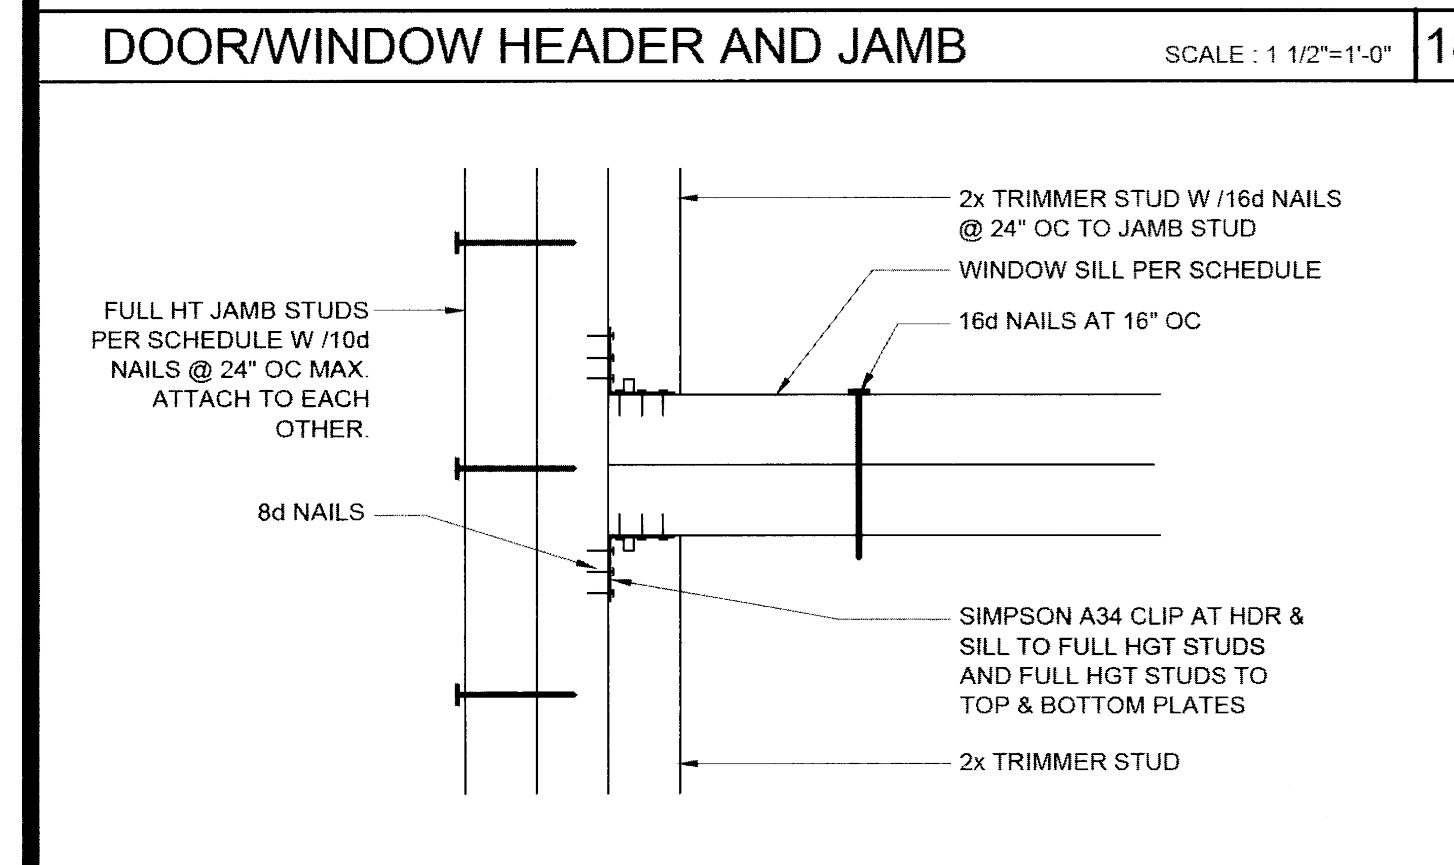 DOOR/WINDOW HEADER AND JAMB
SCALE : 1 1/2"=1'-0"
2x TRIMMER STUD W /16d NAILS
@ 24" OC TO JAMB STUD
WINDOW SILL PER SCHEDULE
16d NAILS AT 16" OC
FULL HT JAMB STUDS
PER SCHEDULE W /10d
NAILS @ 24" OC MAX.
ATTACH TO EACH
OTHER.
8d NAILS
SIMPSON A34 CLIP AT HDR &
SILL TO FULL HGT STUDS
AND FULL HGT STUDS TO
TOP & BOTTOM PLATES
2x TRIMMER STUD